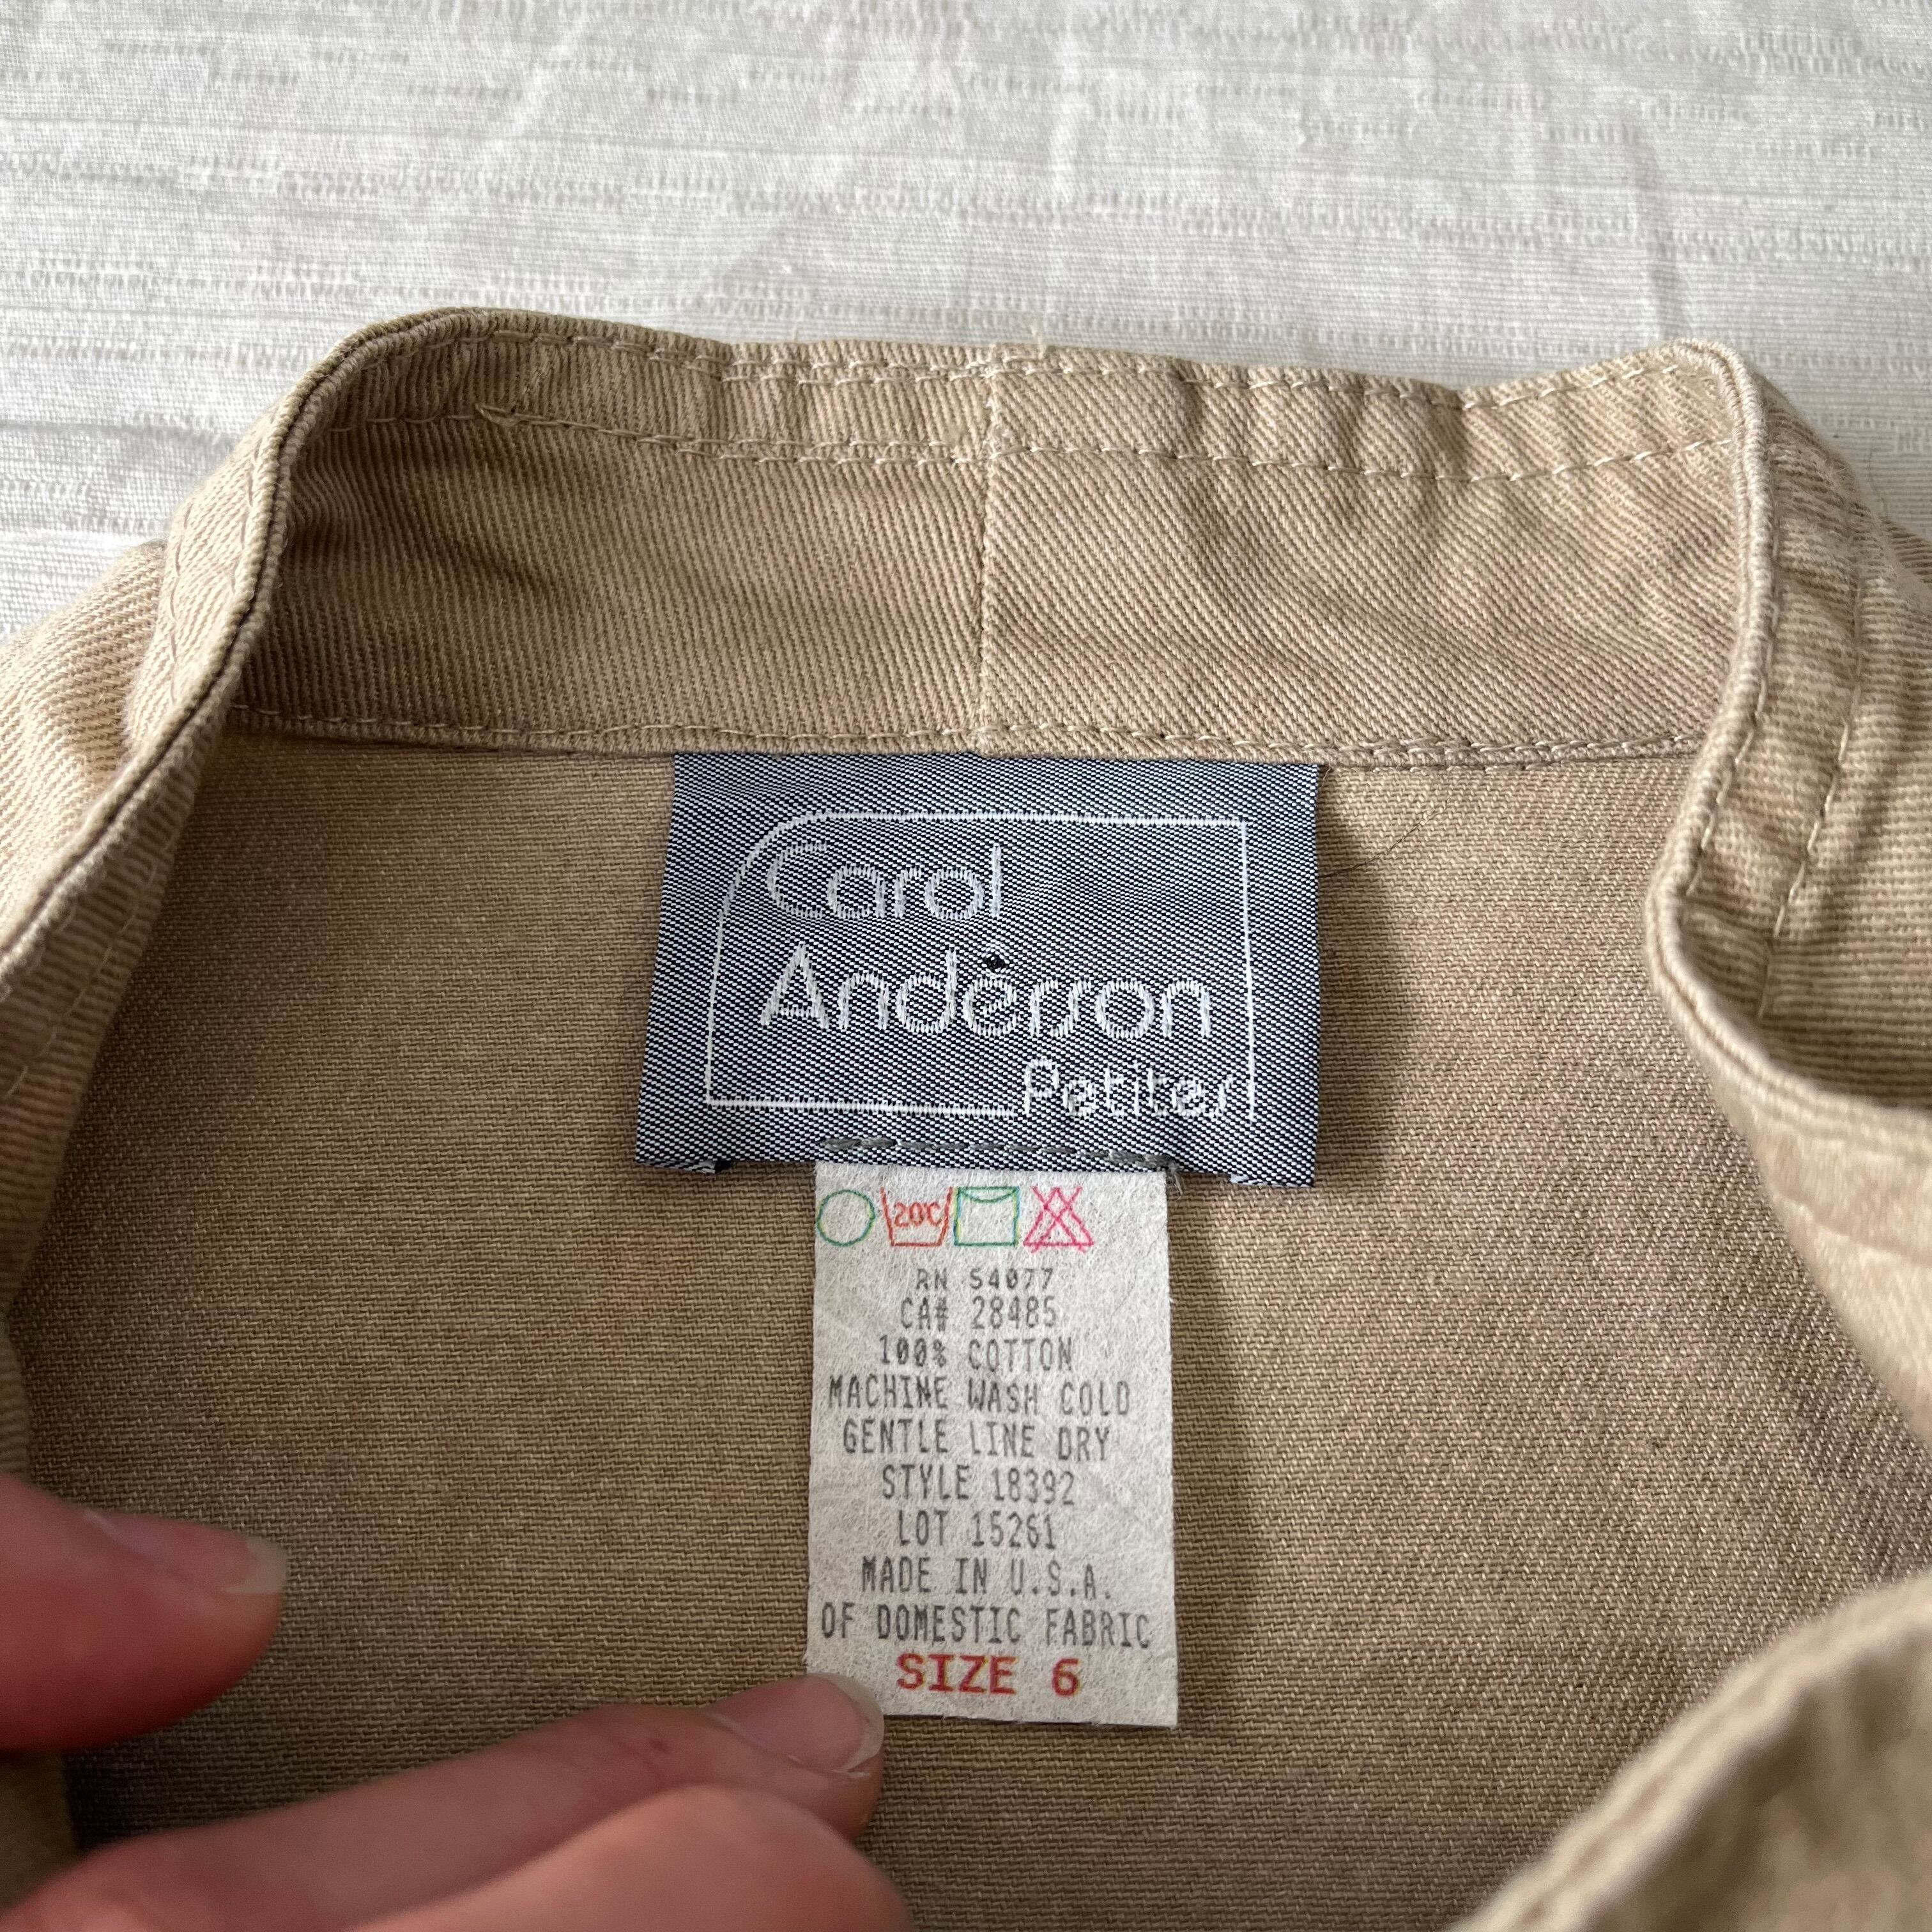 Carol
Anderson
Petites
20C
RN 54077
CA# 28485
100% COTTON
MACHINE WASH COLD
GENTLE LINE DRY
STYLE 18392
LOT 15261
MADE IN U.S.A.
OF DOMESTIC FABRIC
SIZE 6